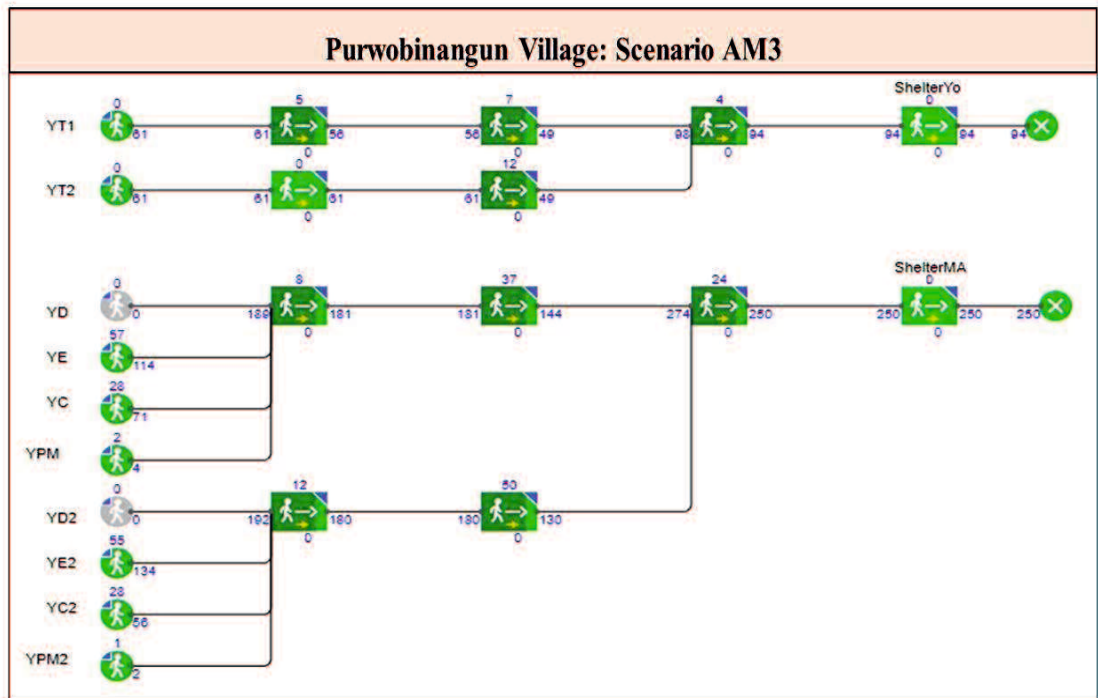 Purwobinangun Village: Scenario AM3
ShelterYo
0 5 7 4 0
YT1 61 61 56 56 49 98 94 94 94 94
0 0 0 0
0 0 12
YT2 61 61 61 61 49
0 0
ShelterMA
0 8 37 24 0
YD 0 189 181 181 144 274 250 250 250 250
0 0 0 0
57
YE 114
28
YC 71
2
YPM 4
0 12 50
YD2 0 192 180 180 130
0 0
55
YE2 134
28
YC2 56
1
YPM2 2